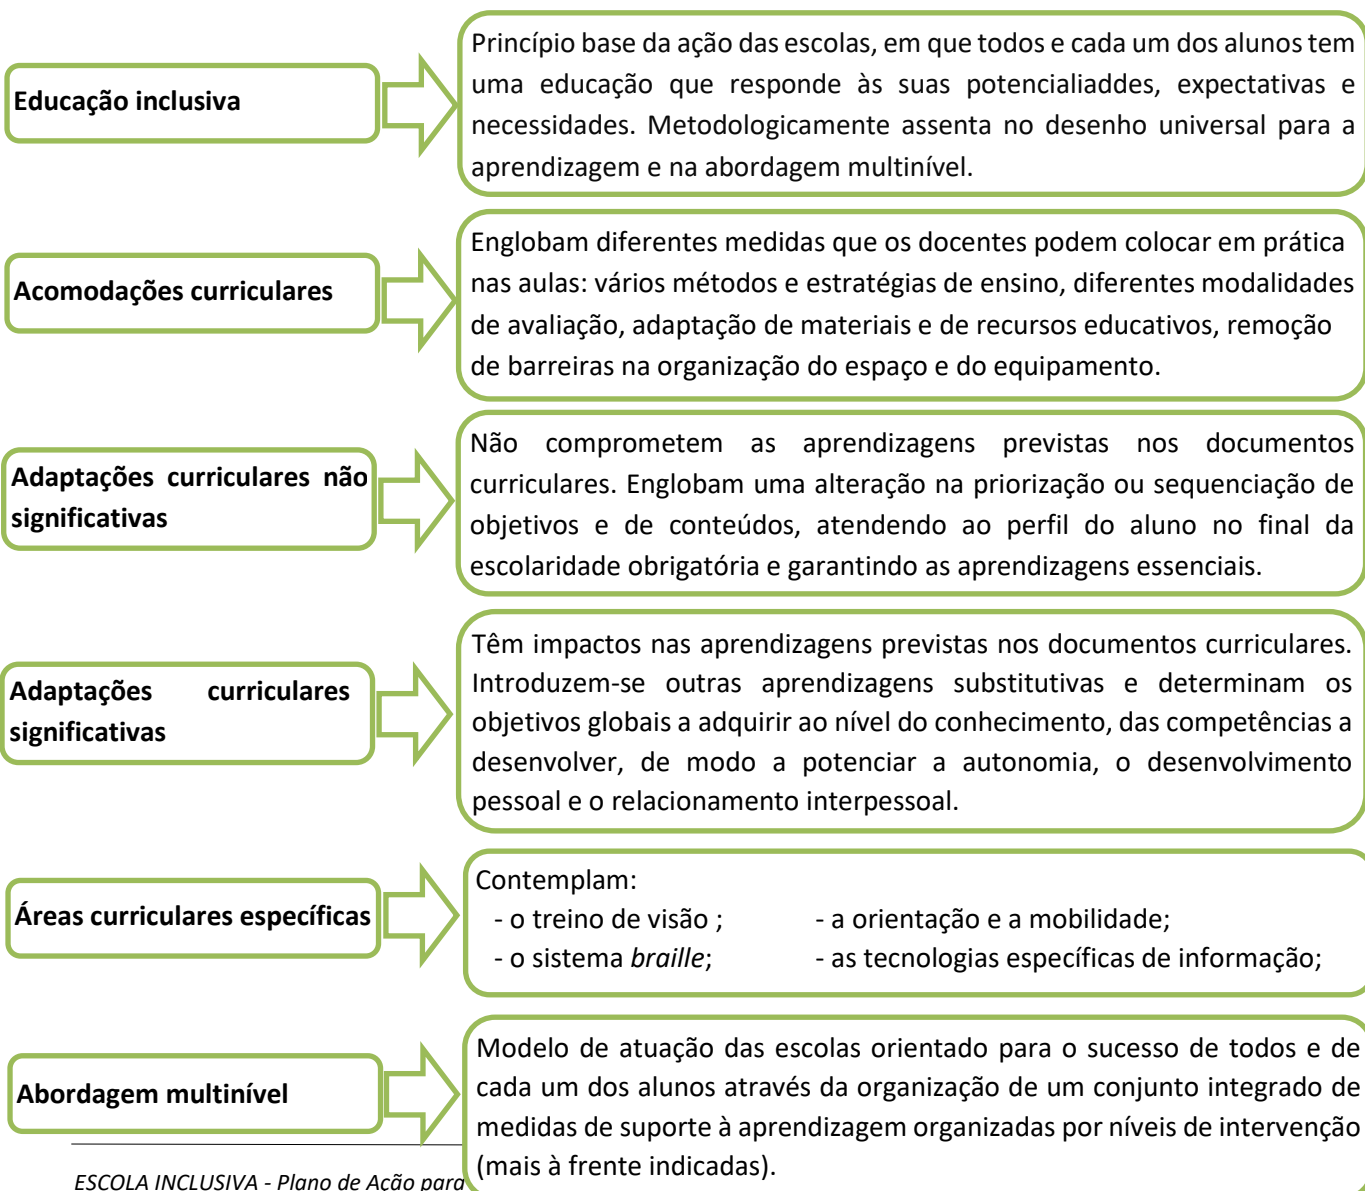 Educação inclusiva
Princípio base da ação das escolas, em que todos e cada um dos alunos tem
uma educação que responde às suas potencialiaddes, expectativas e
necessidades. Metodologicamente assenta no desenho universal para a
aprendizagem e na abordagem multinível.
Acomodações curriculares
Englobam diferentes medidas que os docentes podem colocar em prática
nas aulas: vários métodos e estratégias de ensino, diferentes modalidades
de avaliação, adaptação de materiais e de recursos educativos, remoção
de barreiras na organização do espaço e do equipamento.
Adaptações curriculares não
significativas
Não comprometem as aprendizagens previstas nos documentos
curriculares. Englobam uma alteração na priorização ou sequenciação de
objetivos e de conteúdos, atendendo ao perfil do aluno no final da
escolaridade obrigatória e garantindo as aprendizagens essenciais.
Adaptações curriculares
significativas
Têm impactos nas aprendizagens previstas nos documentos curriculares.
Introduzem-se outras aprendizagens substitutivas e determinam os
objetivos globais a adquirir ao nível do conhecimento, das competências a
desenvolver, de modo a potenciar a autonomia, o desenvolvimento
pessoal e o relacionamento interpessoal.
Áreas curriculares específicas
Contemplam:
- o treino de visão ; - a orientação e a mobilidade;
- o sistema braille; - as tecnologias específicas de informação;
Abordagem multinível
Modelo de atuação das escolas orientado para o sucesso de todos e de
cada um dos alunos através da organização de um conjunto integrado de
medidas de suporte à aprendizagem organizadas por níveis de intervenção
(mais à frente indicadas).
ESCOLA INCLUSIVA - Plano de Ação para